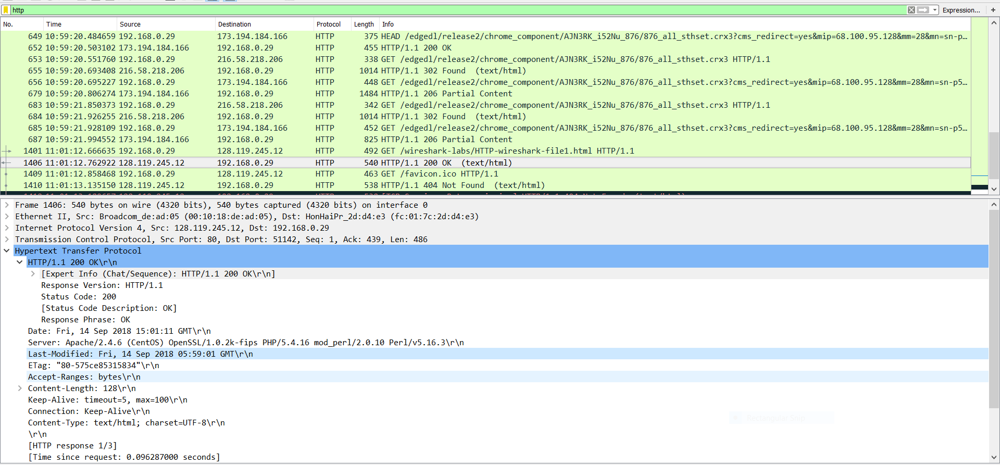 http Expression... +
No. Time Source Destination Protocol Length Info
649 10:59:20.484659 192.168.0.29 173.194.184.166 HTTP 375 HEAD /edgedl/release2/chrome_component/AJN3RK_i52Nu_876/876_all_sthset.crx3?cms_redirect=yes&mip=68.100.95.128&mm=28&mn=sn-p…
652 10:59:20.503102 173.194.184.166 192.168.0.29 HTTP 455 HTTP/1.1 200 OK
653 10:59:20.551760 192.168.0.29 216.58.218.206 HTTP 338 GET /edgedl/release2/chrome_component/AJN3RK_i52Nu_876/876_all_sthset.crx3 HTTP/1.1
655 10:59:20.693408 216.58.218.206 192.168.0.29 HTTP 1014 HTTP/1.1 302 Found (text/html)
656 10:59:20.695227 192.168.0.29 173.194.184.166 HTTP 448 GET /edgedl/release2/chrome_component/AJN3RK_i52Nu_876/876_all_sthset.crx3?cms_redirect=yes&mip=68.100.95.128&mm=28&mn=sn-p5…
679 10:59:20.806274 173.194.184.166 192.168.0.29 HTTP 1484 HTTP/1.1 206 Partial Content
683 10:59:21.850373 192.168.0.29 216.58.218.206 HTTP 342 GET /edgedl/release2/chrome_component/AJN3RK_i52Nu_876/876_all_sthset.crx3 HTTP/1.1
684 10:59:21.926255 216.58.218.206 192.168.0.29 HTTP 1014 HTTP/1.1 302 Found (text/html)
685 10:59:21.928109 192.168.0.29 173.194.184.166 HTTP 452 GET /edgedl/release2/chrome_component/AJN3RK_i52Nu_876/876_all_sthset.crx3?cms_redirect=yes&mip=68.100.95.128&mm=28&mn=sn-p5…
687 10:59:21.994552 173.194.184.166 192.168.0.29 HTTP 825 HTTP/1.1 206 Partial Content
1401 11:01:12.666635 192.168.0.29 128.119.245.12 HTTP 492 GET /wireshark-labs/HTTP-wireshark-file1.html HTTP/1.1
1406 11:01:12.762922 128.119.245.12 192.168.0.29 HTTP 540 HTTP/1.1 200 OK (text/html)
1409 11:01:12.858468 192.168.0.29 128.119.245.12 HTTP 463 GET /favicon.ico HTTP/1.1
1410 11:01:13.135150 128.119.245.12 192.168.0.29 HTTP 538 HTTP/1.1 404 Not Found (text/html)
Frame 1406: 540 bytes on wire (4320 bits), 540 bytes captured (4320 bits) on interface 0
Ethernet II, Src: Broadcom_de:ad:05 (00:10:18:de:ad:05), Dst: HonHaiPr_2d:d4:e3 (fc:01:7c:2d:d4:e3)
Internet Protocol Version 4, Src: 128.119.245.12, Dst: 192.168.0.29
Transmission Control Protocol, Src Port: 80, Dst Port: 51142, Seq: 1, Ack: 439, Len: 486
Hypertext Transfer Protocol
HTTP/1.1 200 OK\r\n
[Expert Info (Chat/Sequence): HTTP/1.1 200 OK\r\n]
Response Version: HTTP/1.1
Status Code: 200
[Status Code Description: OK]
Response Phrase: OK
Date: Fri, 14 Sep 2018 15:01:11 GMT\r\n
Server: Apache/2.4.6 (CentOS) OpenSSL/1.0.2k-fips PHP/5.4.16 mod_perl/2.0.10 Perl/v5.16.3\r\n
Last-Modified: Fri, 14 Sep 2018 05:59:01 GMT\r\n
ETag: "80-575ce85315834"\r\n
Accept-Ranges: bytes\r\n
Content-Length: 128\r\n
Keep-Alive: timeout=5, max=100\r\n
Connection: Keep-Alive\r\n
Content-Type: text/html; charset=UTF-8\r\n
\r\n
[HTTP response 1/3]
[Time since request: 0.096287000 seconds]
Rectangular Snip